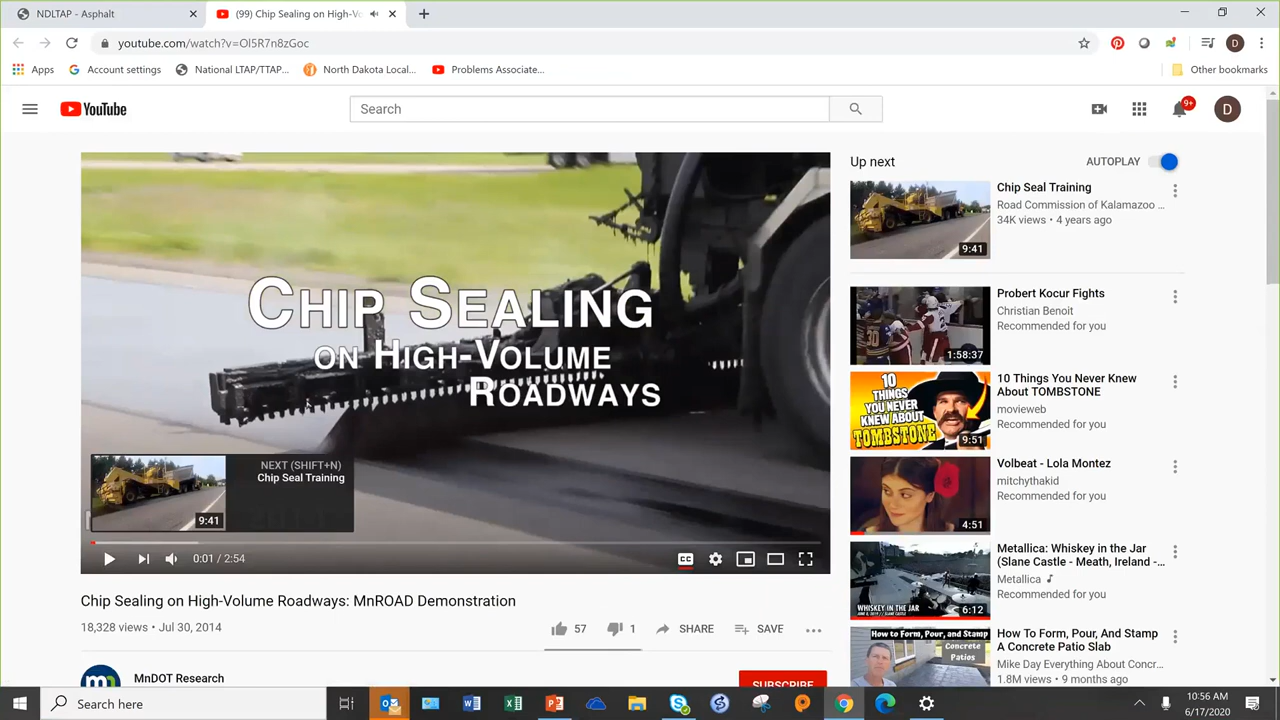 NDLTAP - Asphalt
(99) Chip Sealing on High-Vo
youtube.com/watch?v=OI5R7n8zGoc
D
Apps
Account settings
National LTAP/TTAP...
North Dakota Local...
Problems Associate...
Other bookmarks
YouTube
Search
9+
D
CHIP SEALING
ON HIGH-VOLUME
ROADWAYS
NEXT (SHIFT+N)
Chip Seal Training
9:41
0:01 / 2:54
CC
Chip Sealing on High-Volume Roadways: MnROAD Demonstration
18,328 views • Jul 30, 2014
57
1
SHARE
SAVE
MnDOT Research
SUBSCRIBE
Up next
AUTOPLAY
Chip Seal Training
Road Commission of Kalamazoo ...
34K views • 4 years ago
9:41
Probert Kocur Fights
Christian Benoit
Recommended for you
1:58:37
10 Things You Never Knew
About TOMBSTONE
movieweb
Recommended for you
10
THINGS
YOU NEVER
KNEW ABOUT
TOMBSTONE
9:51
Volbeat - Lola Montez
mitchythakid
Recommended for you
4:51
Metallica: Whiskey in the Jar
(Slane Castle - Meath, Ireland -...
Metallica
Recommended for you
WHISKEY IN THE JAR
6:12
How To Form, Pour, And Stamp
A Concrete Patio Slab
Mike Day Everything About Concr...
1.8M views • 9 months ago
How to Form, Pour, and Stamp
Concrete
Patios
Search here
10:56 AM
6/17/2020